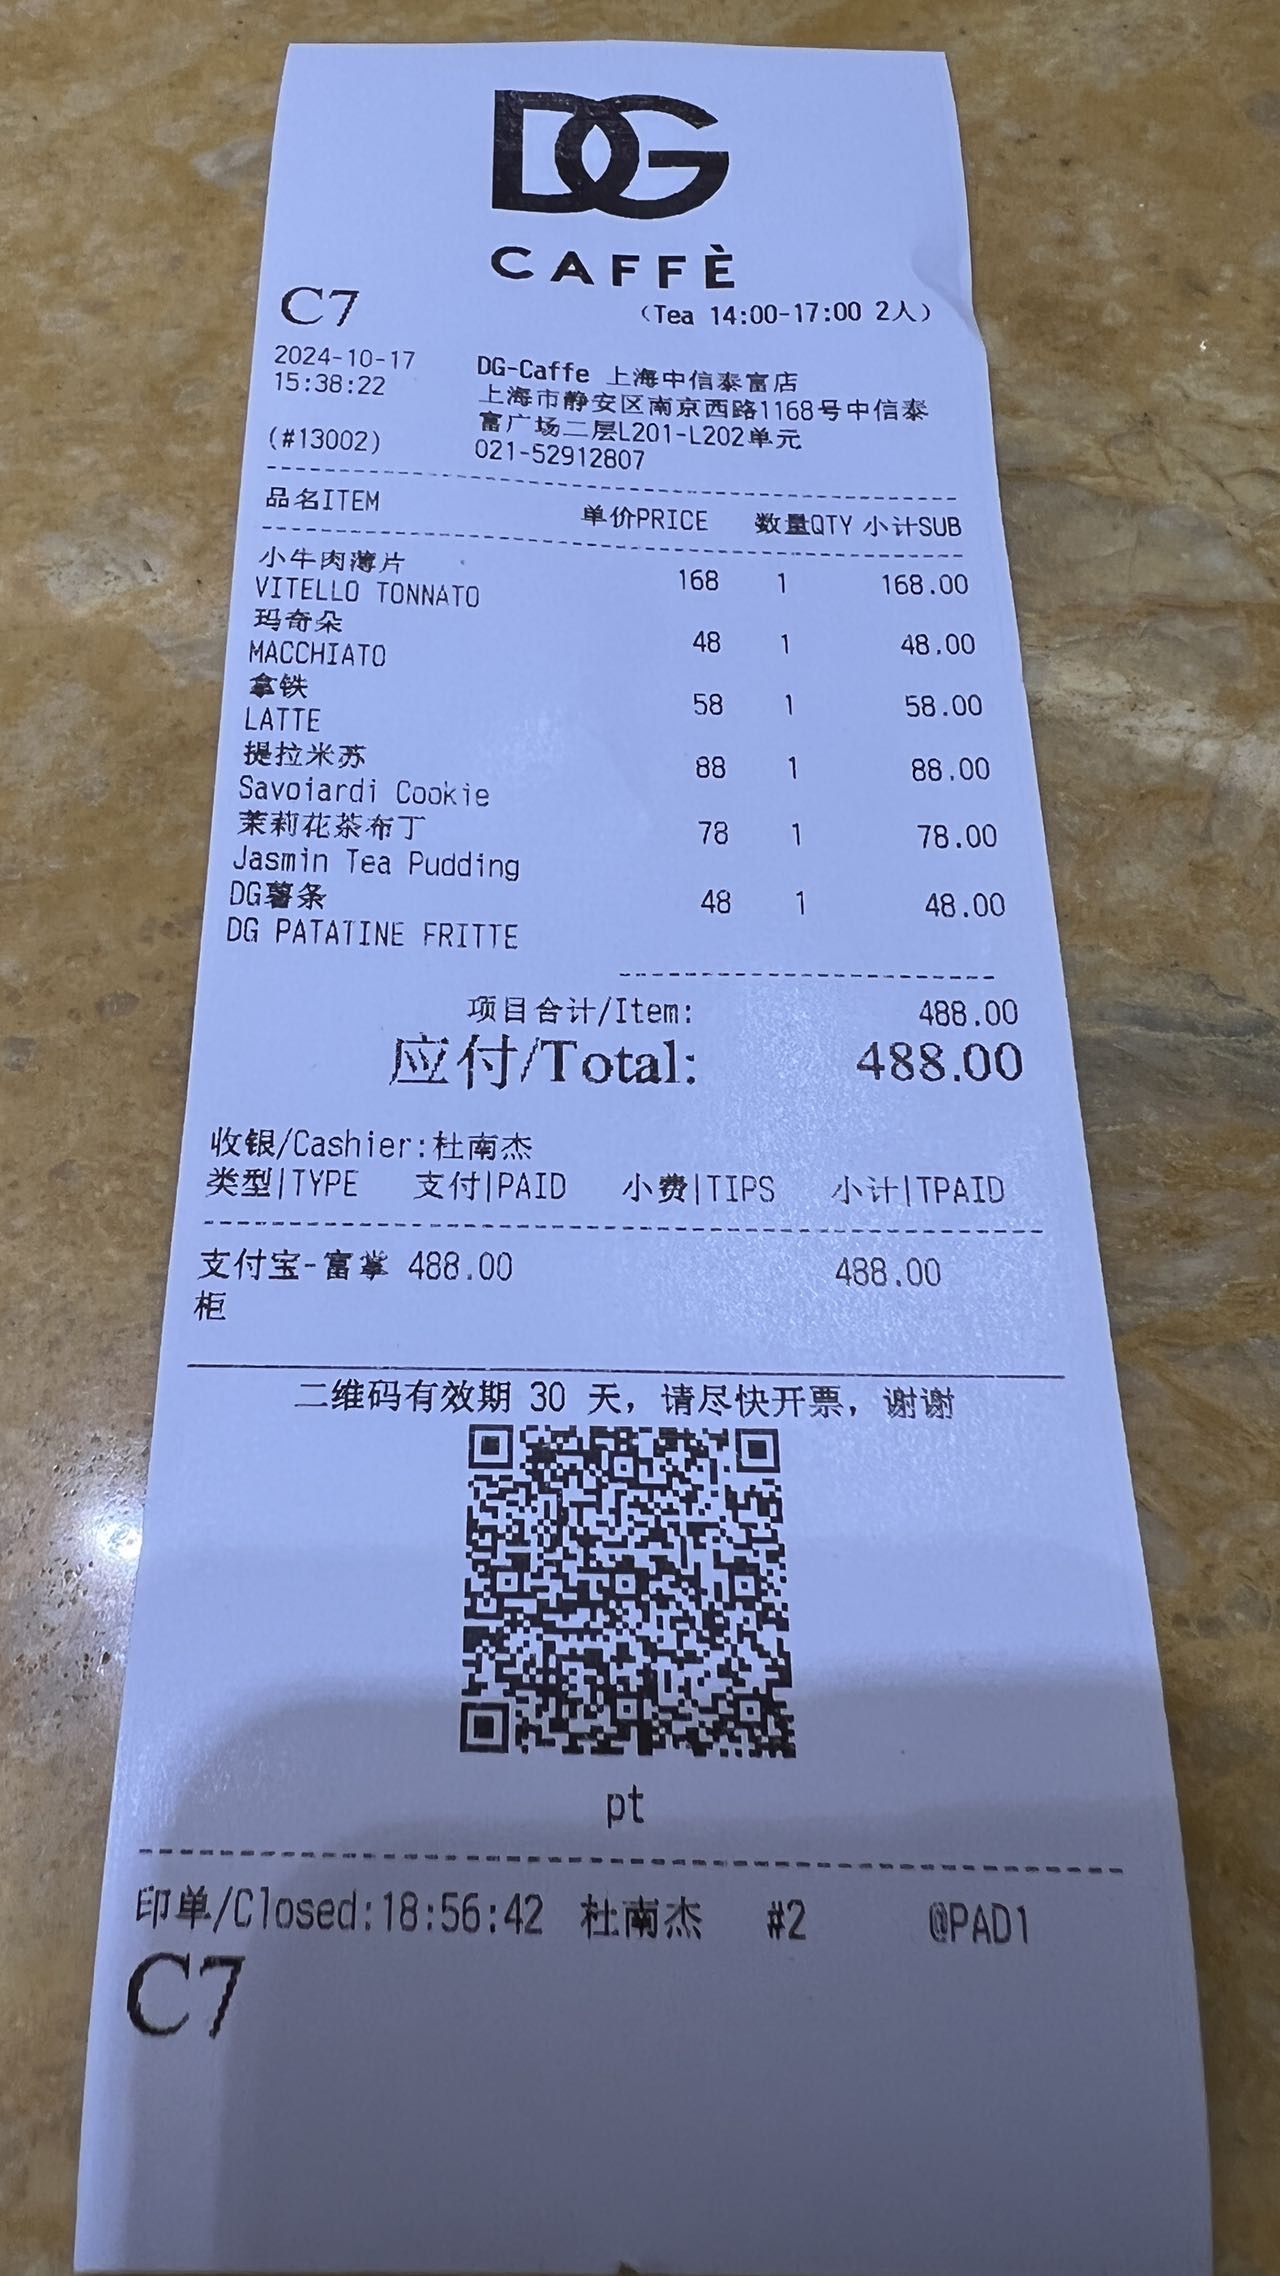 DG
CAFFÈ
C7 （Tea 14:00-17:00 2人）
2024-10-17
15:38:22
(#13002)
DG-Caffe 上海中信泰富店
上海市静安区南京西路1168号中信泰
富广场二层L201-L202单元
021-52912807
品名ITEM 单价PRICE 数量QTY 小计SUB
小牛肉薄片
VITELLO TONNATO 168 1 168.00
玛奇朵
MACCHIATO 48 1 48.00
拿铁
LATTE 58 1 58.00
提拉米苏
Savoiardi Cookie 88 1 88.00
茉莉花茶布丁
Jasmin Tea Pudding 78 1 78.00
DG薯条
DG PATATINE FRITTE 48 1 48.00
项目合计/Item: 488.00
应付/Total: 488.00
收银/Cashier:杜南杰
类型|TYPE 支付|PAID 小费|TIPS 小计|TPAID
支付宝-富掌 488.00 488.00
柜
二维码有效期 30 天，请尽快开票，谢谢
pt
印单/Closed:18:56:42 杜南杰 #2 @PAD1
C7